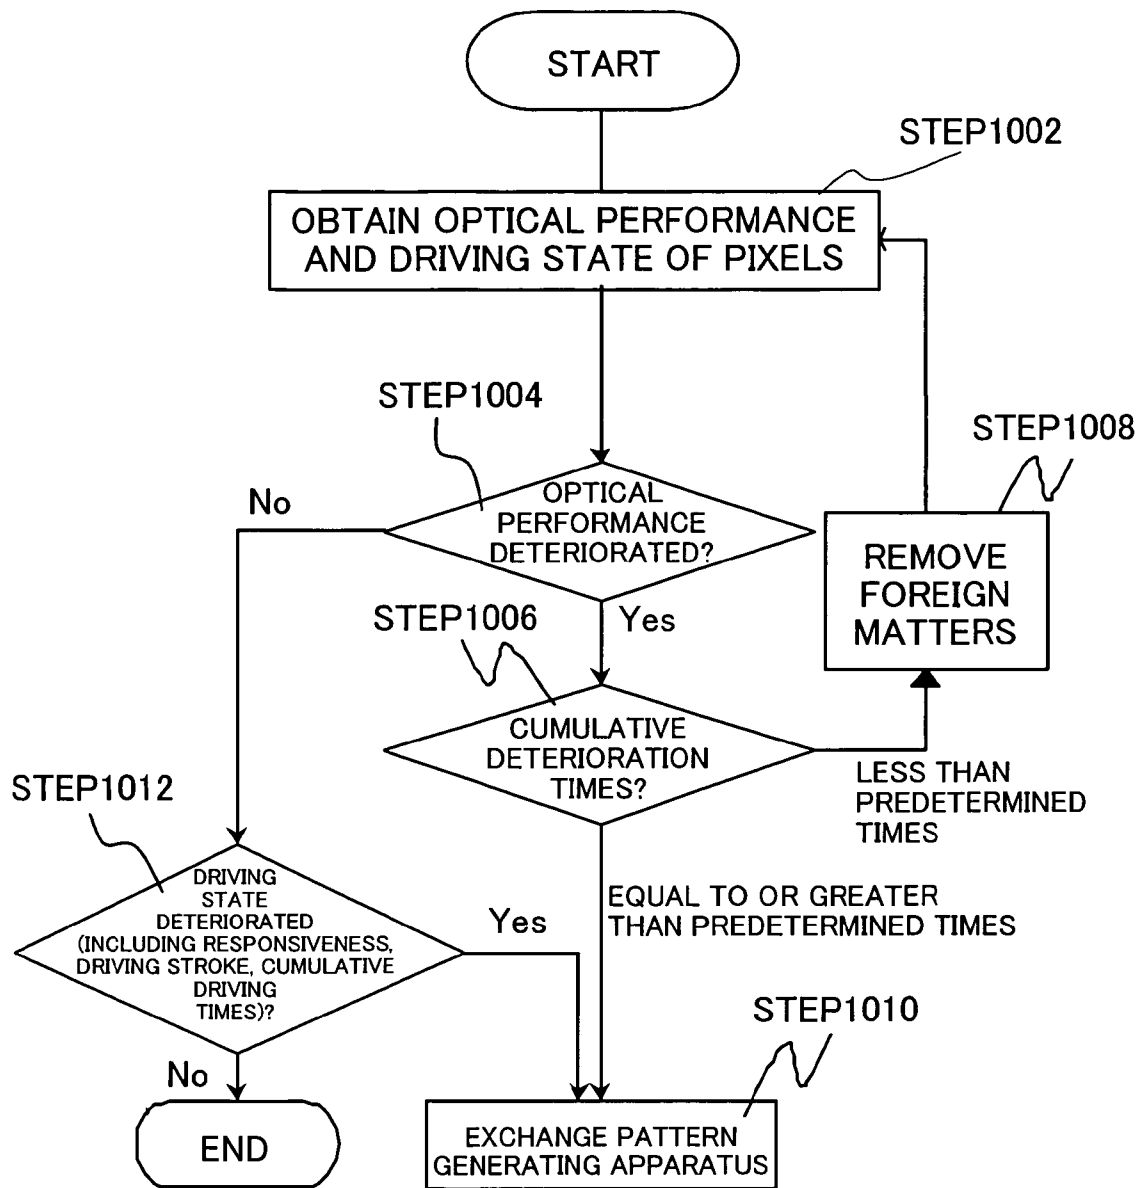 START
STEP1002
OBTAIN OPTICAL PERFORMANCE
AND DRIVING STATE OF PIXELS
STEP1004
STEP1008
No
OPTICAL
PERFORMANCE
DETERIORATED?
REMOVE
FOREIGN
MATTERS
STEP1006
Yes
CUMULATIVE
DETERIORATION
TIMES?
LESS THAN
PREDETERMINED
TIMES
STEP1012
DRIVING
STATE
DETERIORATED
(INCLUDING RESPONSIVENESS,
DRIVING STROKE, CUMULATIVE
DRIVING
TIMES)?
Yes
EQUAL TO OR GREATER
THAN PREDETERMINED TIMES
STEP1010
No
END
EXCHANGE PATTERN
GENERATING APPARATUS